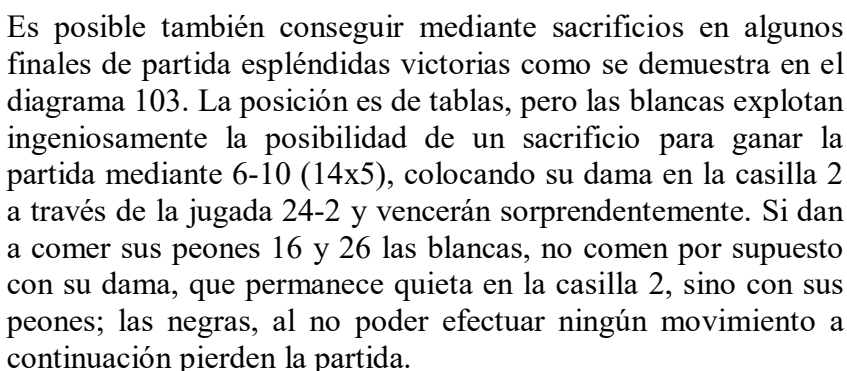 Es posible también conseguir mediante sacrificios en algunos
finales de partida espléndidas victorias como se demuestra en el
diagrama 103. La posición es de tablas, pero las blancas explotan
ingeniosamente la posibilidad de un sacrificio para ganar la
partida mediante 6-10 (14x5), colocando su dama en la casilla 2
a través de la jugada 24-2 y vencerán sorprendentemente. Si dan
a comer sus peones 16 y 26 las blancas, no comen por supuesto
con su dama, que permanece quieta en la casilla 2, sino con sus
peones; las negras, al no poder efectuar ningún movimiento a
continuación pierden la partida.